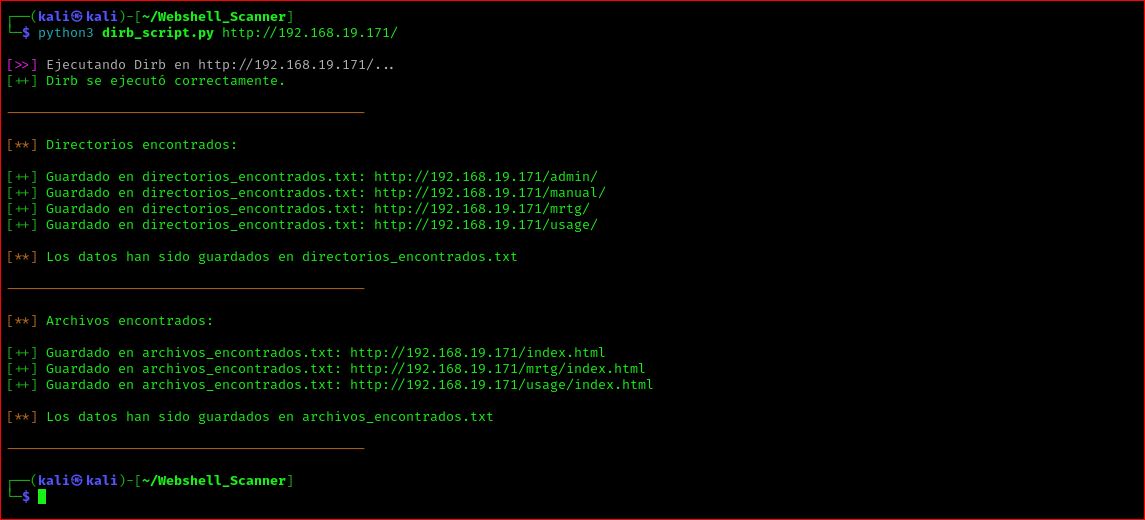 ┌──(kali㉿kali)-[~/Webshell_Scanner]
└─$ python3 dirb_script.py http://192.168.19.171/
[>>] Ejecutando Dirb en http://192.168.19.171/...
[++] Dirb se ejecutó correctamente.
[**] Directorios encontrados:
[++] Guardado en directorios_encontrados.txt: http://192.168.19.171/admin/
[++] Guardado en directorios_encontrados.txt: http://192.168.19.171/manual/
[++] Guardado en directorios_encontrados.txt: http://192.168.19.171/mrtg/
[++] Guardado en directorios_encontrados.txt: http://192.168.19.171/usage/
[**] Los datos han sido guardados en directorios_encontrados.txt
[**] Archivos encontrados:
[++] Guardado en archivos_encontrados.txt: http://192.168.19.171/index.html
[++] Guardado en archivos_encontrados.txt: http://192.168.19.171/mrtg/index.html
[++] Guardado en archivos_encontrados.txt: http://192.168.19.171/usage/index.html
[**] Los datos han sido guardados en archivos_encontrados.txt
┌──(kali㉿kali)-[~/Webshell_Scanner]
└─$